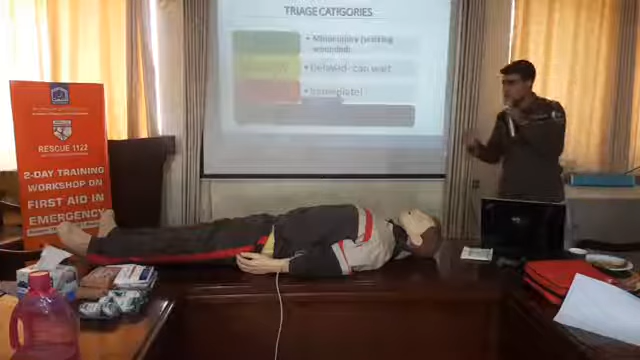 TRIAGE CATIGORIES
• Minor injury (walking
wounded)
• Delayed- can wait
• Immediate!
RESCUE 1122
2-DAY TRAINING
WORKSHOP ON
FIRST AID IN
EMERGENCY